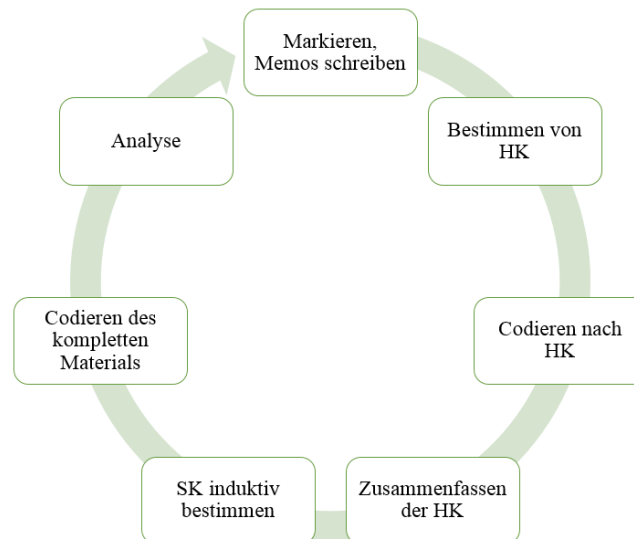 Markieren,
Memos schreiben
Bestimmen von
HK
Codieren nach
HK
Zusammenfassen
der HK
SK induktiv
bestimmen
Codieren des
kompletten
Materials
Analyse